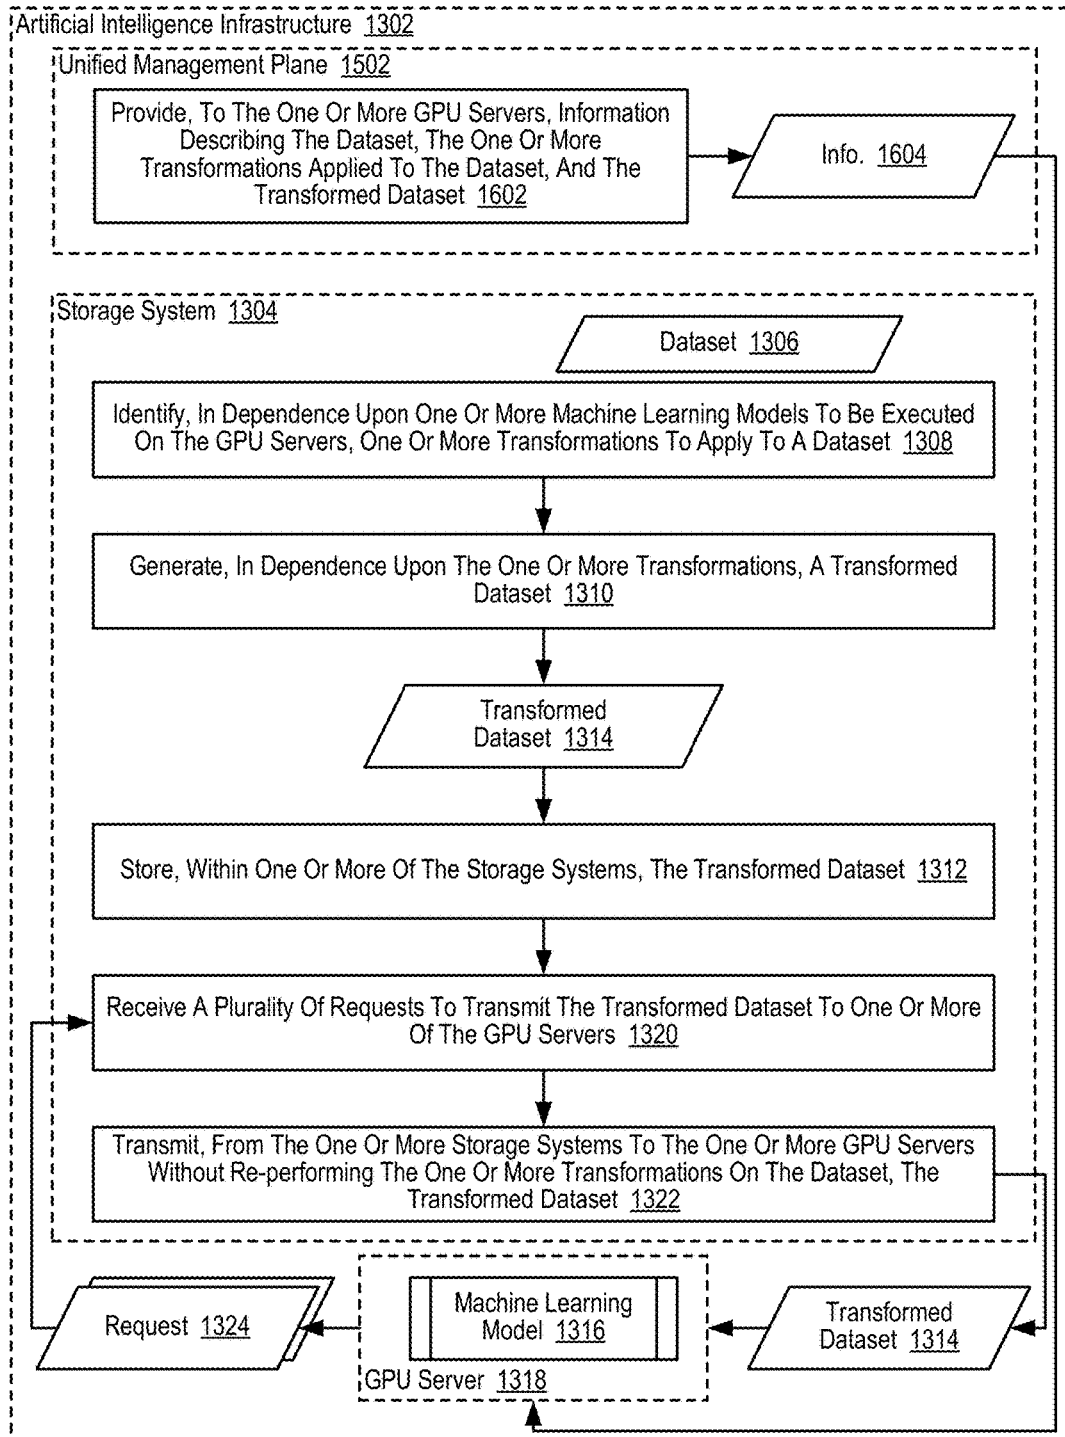 Artificial Intelligence Infrastructure 1302
Unified Management Plane 1502
Provide, To The One Or More GPU Servers, Information
Describing The Dataset, The One Or More
Transformations Applied To The Dataset, And The
Transformed Dataset 1602
Info. 1604
Storage System 1304
Dataset 1306
Identify, In Dependence Upon One Or More Machine Learning Models To Be Executed
On The GPU Servers, One Or More Transformations To Apply To A Dataset 1308
Generate, In Dependence Upon The One Or More Transformations, A Transformed
Dataset 1310
Transformed
Dataset 1314
Store, Within One Or More Of The Storage Systems, The Transformed Dataset 1312
Receive A Plurality Of Requests To Transmit The Transformed Dataset To One Or More
Of The GPU Servers 1320
Transmit, From The One Or More Storage Systems To The One Or More GPU Servers
Without Re-performing The One Or More Transformations On The Dataset, The
Transformed Dataset 1322
Request 1324
Machine Learning
Model 1316
GPU Server 1318
Transformed
Dataset 1314